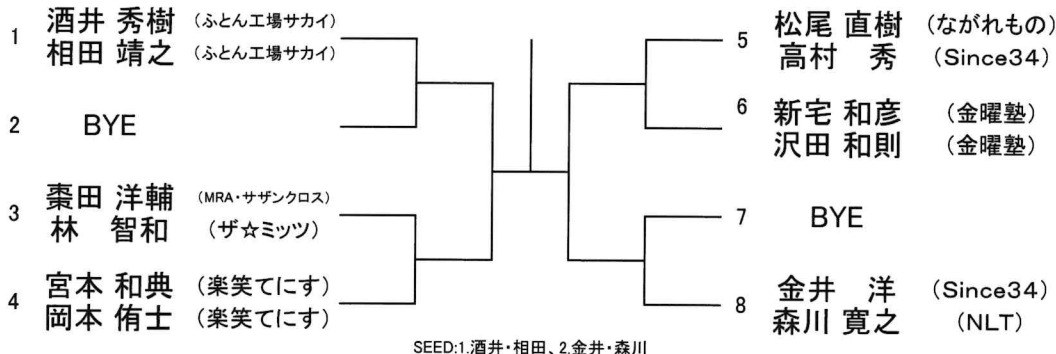 1 酒井 秀樹 (ふとん工場サカイ)
相田 靖之 (ふとん工場サカイ)
2 BYE
3 棗田 洋輔 (MRA・サザンクロス)
林 智和 (ザ☆ミッツ)
4 宮本 和典 (楽笑てにす)
岡本 侑士 (楽笑てにす)
5 松尾 直樹 (ながれもの)
高村 秀 (Since34)
6 新宅 和彦 (金曜塾)
沢田 和則 (金曜塾)
7 BYE
8 金井 洋 (Since34)
森川 寛之 (NLT)
SEED:1.酒井・相田、2.金井・森川